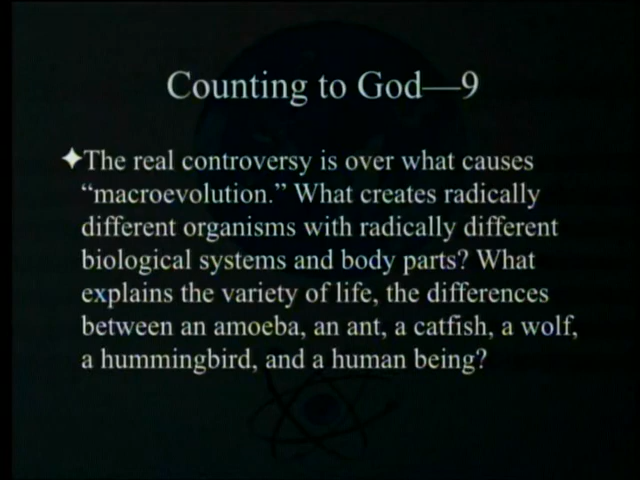 Counting to God—9
✦The real controversy is over what causes
“macroevolution.” What creates radically
different organisms with radically different
biological systems and body parts? What
explains the variety of life, the differences
between an amoeba, an ant, a catfish, a wolf,
a hummingbird, and a human being?